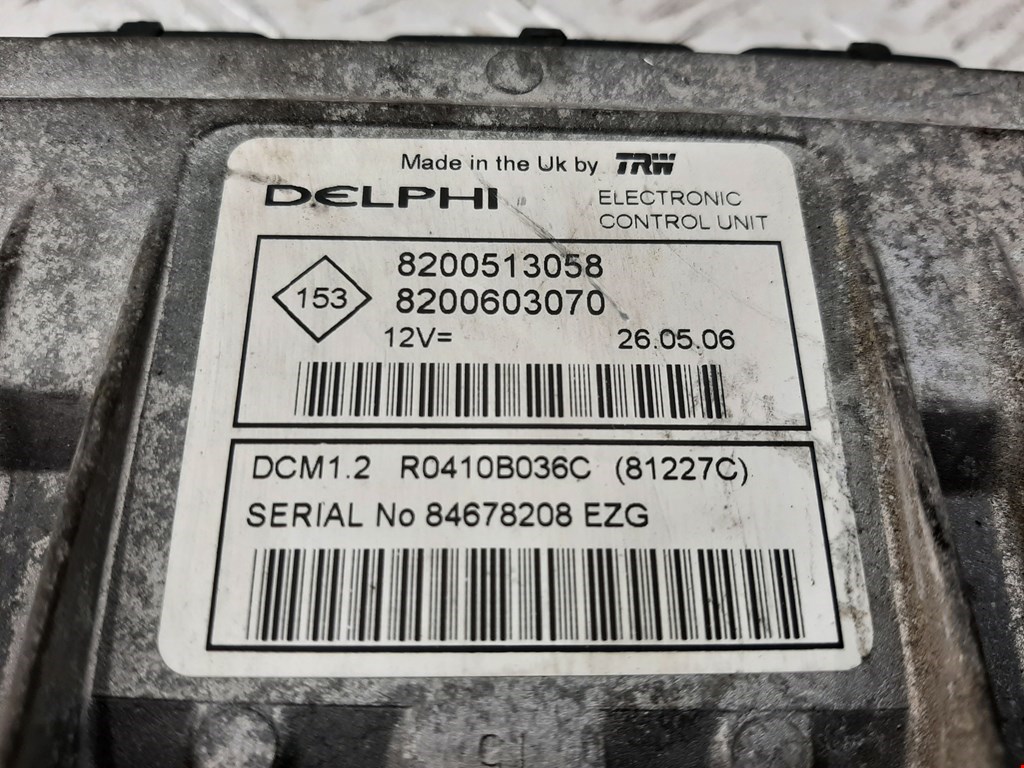 Made in the Uk by TRW
DELPHI
ELECTRONIC
CONTROL UNIT
153
8200513058
8200603070
12V= 26.05.06
DCM1.2 R0410B036C (81227C)
SERIAL No 84678208 EZG